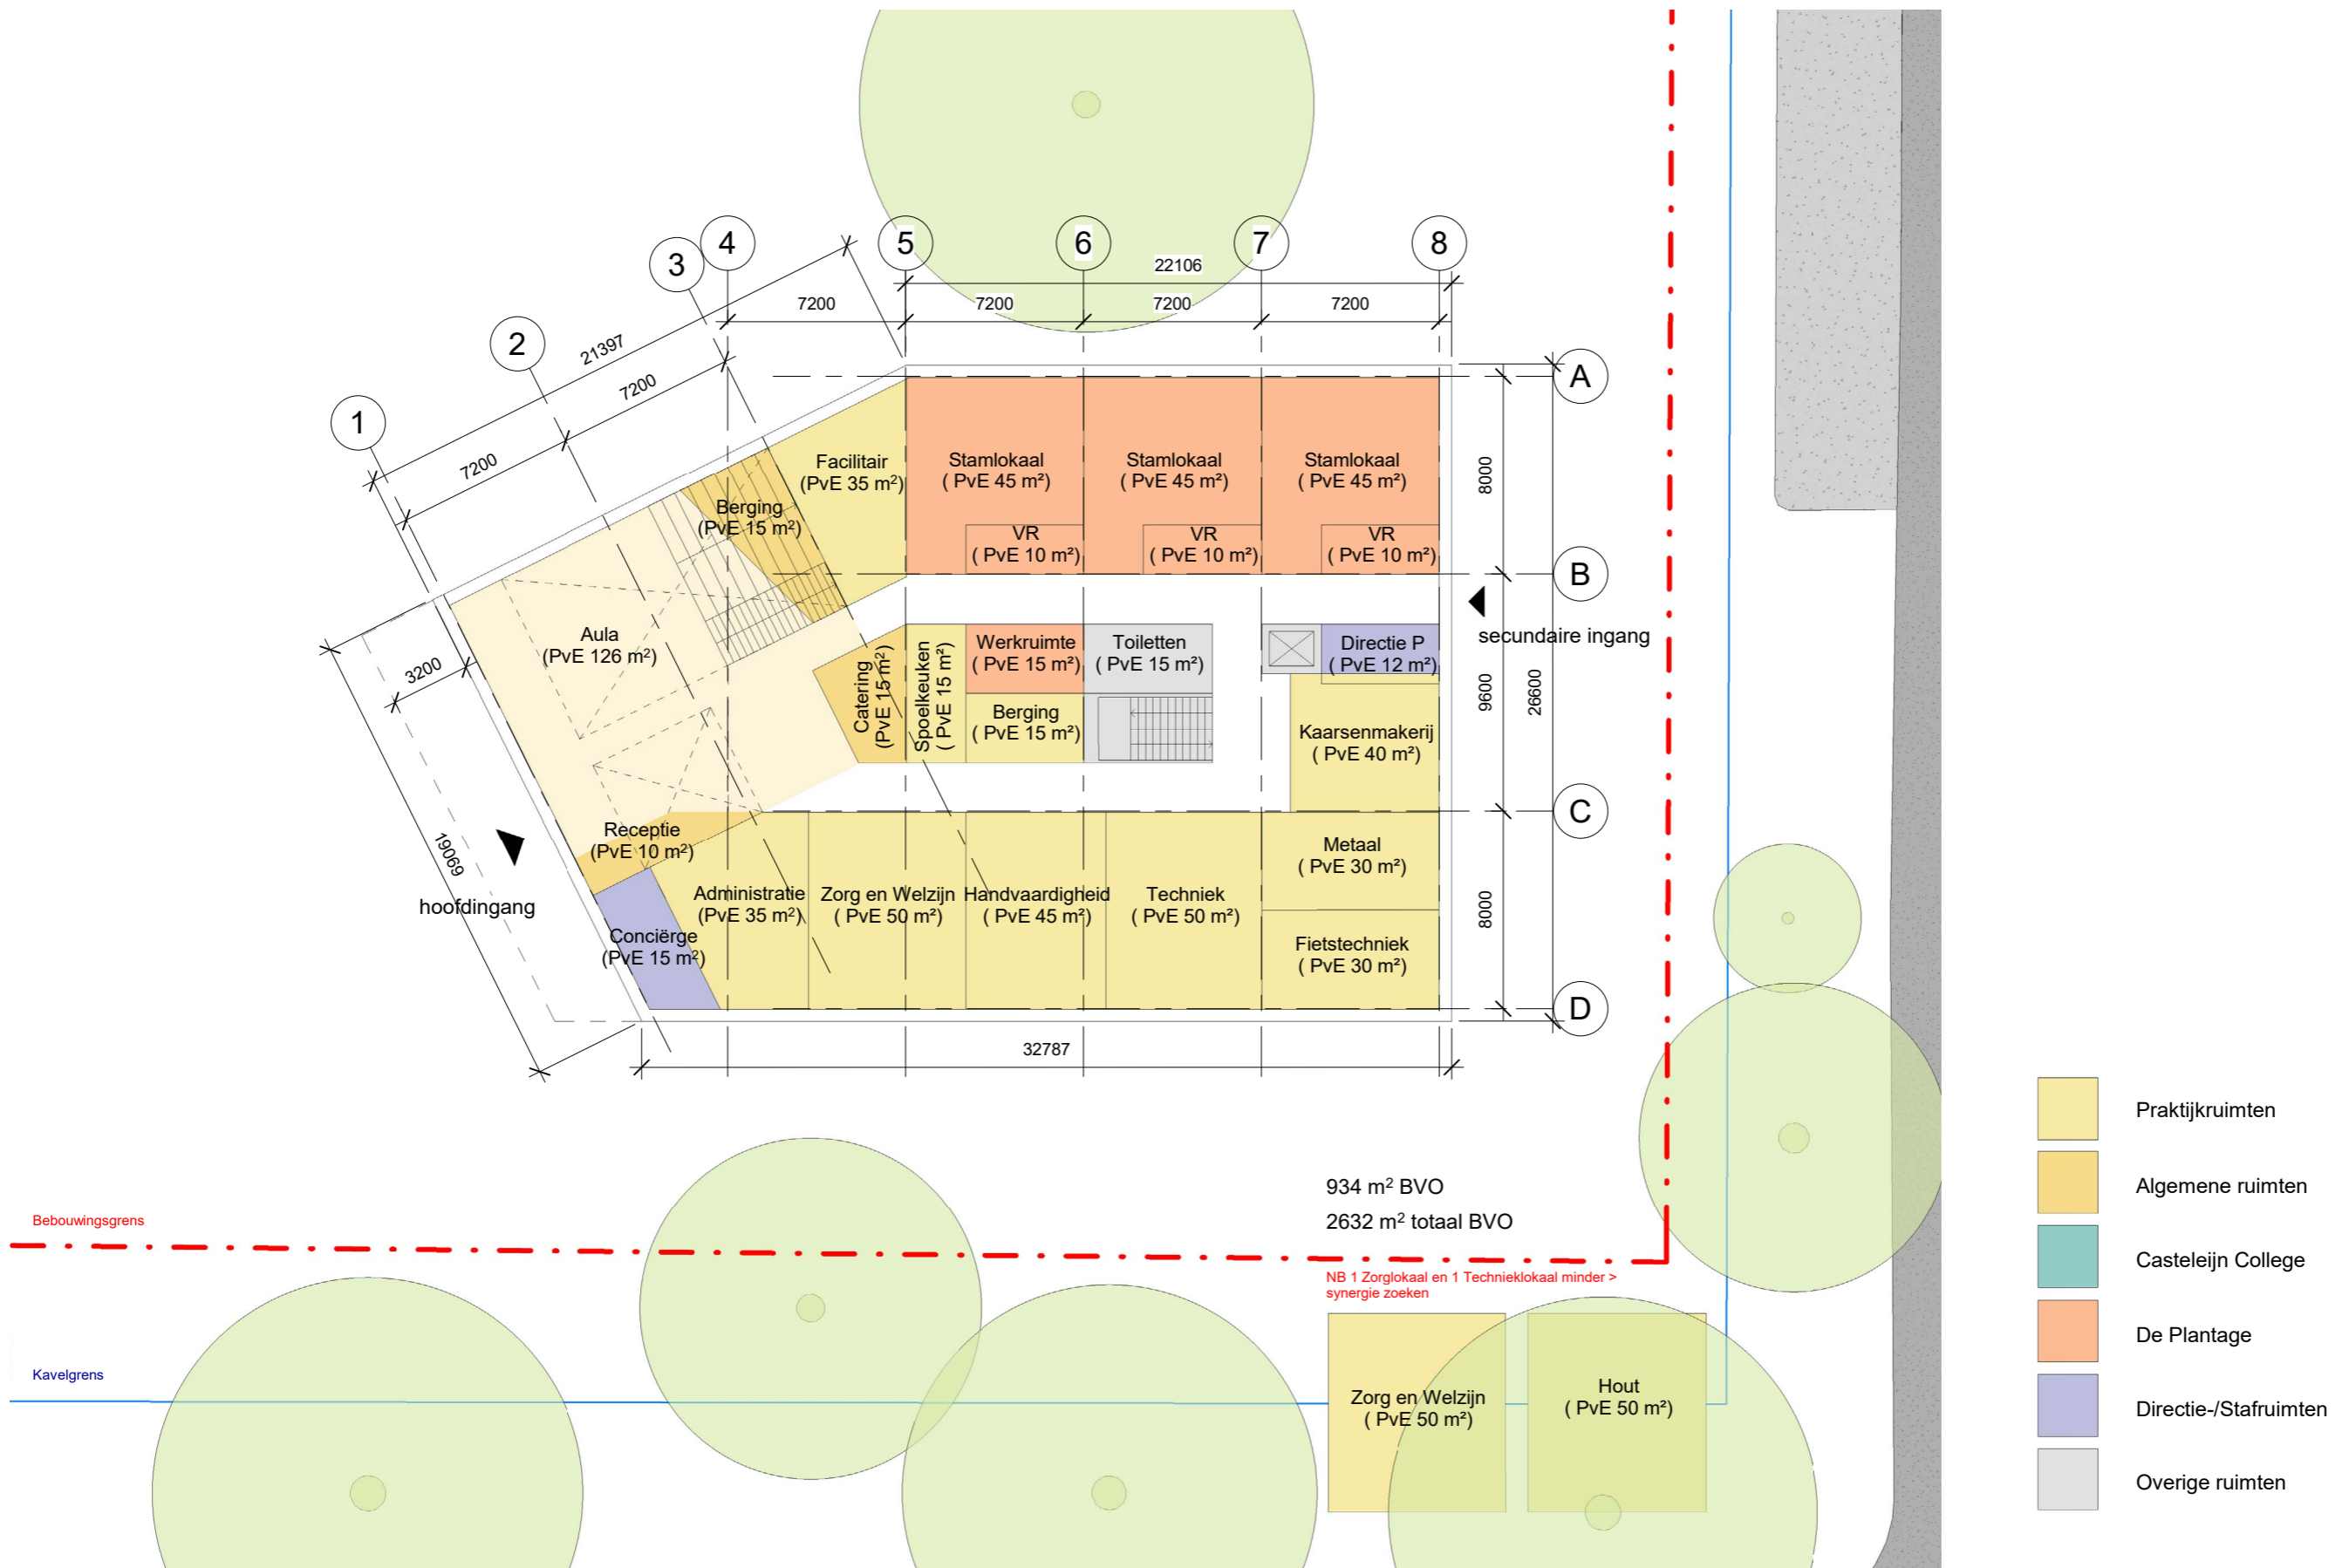 1
2
3
4
5
6
7
8
22106
7200
7200
7200
7200
21397
7200
7200
3200
19069
A
B
C
D
8000
9600
8000
26600
32787
Facilitair
(PvE 35 m²)
Stamlokaal
( PvE 45 m²)
Stamlokaal
( PvE 45 m²)
Stamlokaal
( PvE 45 m²)
VR
( PvE 10 m²)
VR
( PvE 10 m²)
VR
( PvE 10 m²)
Berging
(PvE 15 m²)
Aula
(PvE 126 m²)
Catering
(PvE 15 m²)
Spoelkeuken
( PvE 15 m²)
Werkruimte
( PvE 15 m²)
Toiletten
( PvE 15 m²)
Berging
( PvE 15 m²)
Directie P
( PvE 12 m²)
secundaire ingang
Kaarsenmakerij
( PvE 40 m²)
Receptie
(PvE 10 m²)
hoofdingang
Conciërge
(PvE 15 m²)
Administratie
(PvE 35 m²)
Zorg en Welzijn
( PvE 50 m²)
Handvaardigheid
( PvE 45 m²)
Techniek
( PvE 50 m²)
Metaal
( PvE 30 m²)
Fietstechniek
( PvE 30 m²)
934 m² BVO
2632 m² totaal BVO
Bebouwingsgrens
NB 1 Zorglokaal en 1 Technieklokaal minder >
synergie zoeken
Kavelgrens
Zorg en Welzijn
( PvE 50 m²)
Hout
( PvE 50 m²)
Praktijkruimten
Algemene ruimten
Casteleijn College
De Plantage
Directie-/Stafruimten
Overige ruimten